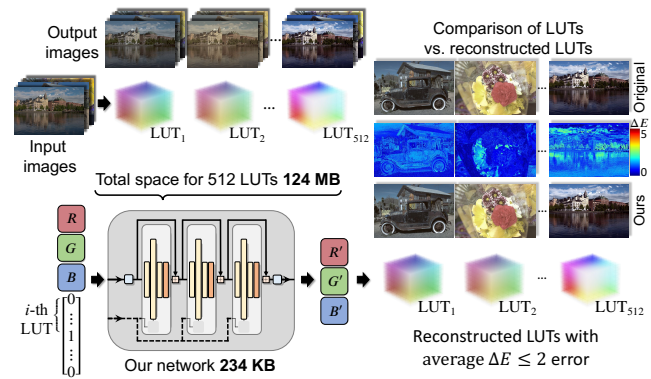 Output
images
Input
images
...
LUT₁
LUT₂
...
LUT₅₁₂
Total space for 512 LUTs 124 MB
Comparison of LUTs
vs. reconstructed LUTs
...
Original
ΔE
5
0
...
...
Ours
R
G
B
i-th
LUT
0
⋮
1
⋮
0
Our network 234 KB
R′
G′
B′
LUT₁
LUT₂
...
LUT₅₁₂
Reconstructed LUTs with
average ΔE ≤ 2 error